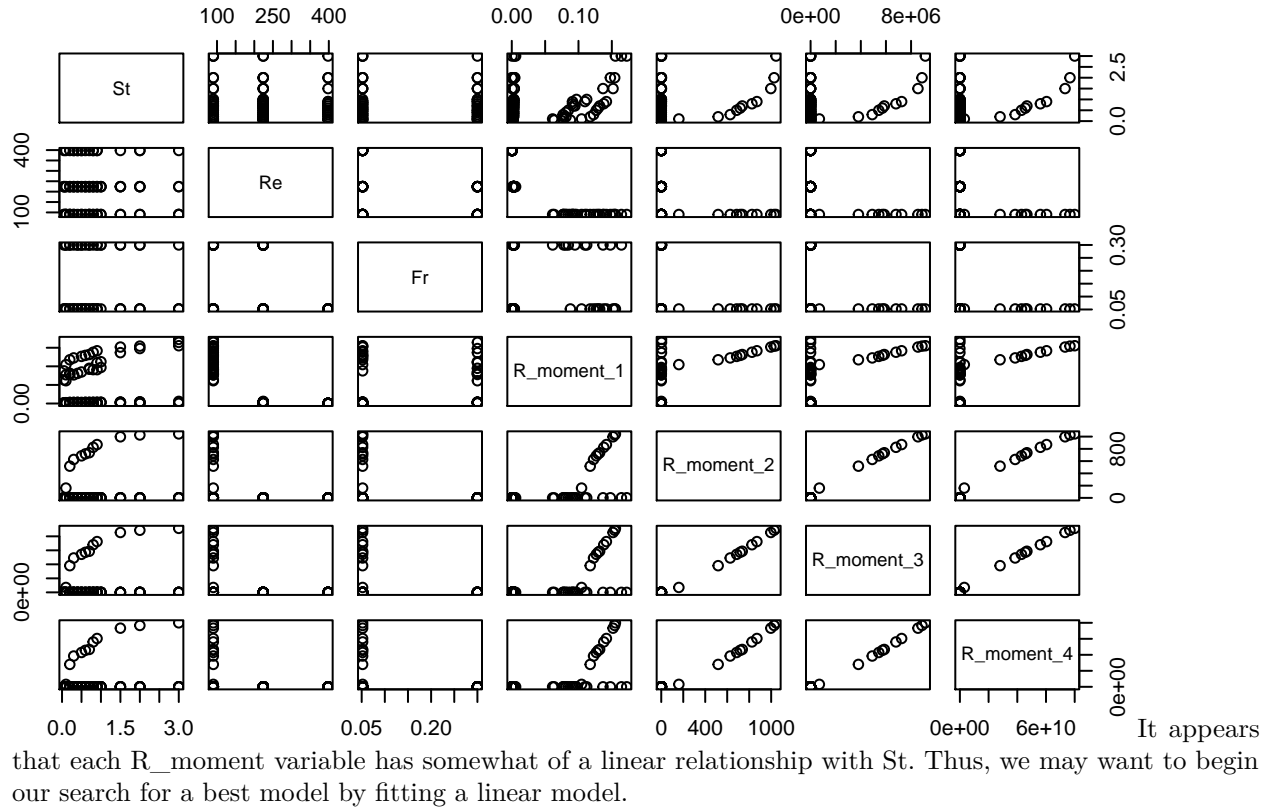 100 250 400 0.00 0.10 0e+00 8e+06
St 0.0 2.5
100 400 Re
Fr 0.05 0.30
0.00 R_moment_1
R_moment_2 0 800
0e+00 R_moment_3
R_moment_4 0e+00
0.0 1.5 3.0 0.05 0.20 0 400 1000 0e+00 6e+10 It appears
that each R_moment variable has somewhat of a linear relationship with St. Thus, we may want to begin
our search for a best model by fitting a linear model.